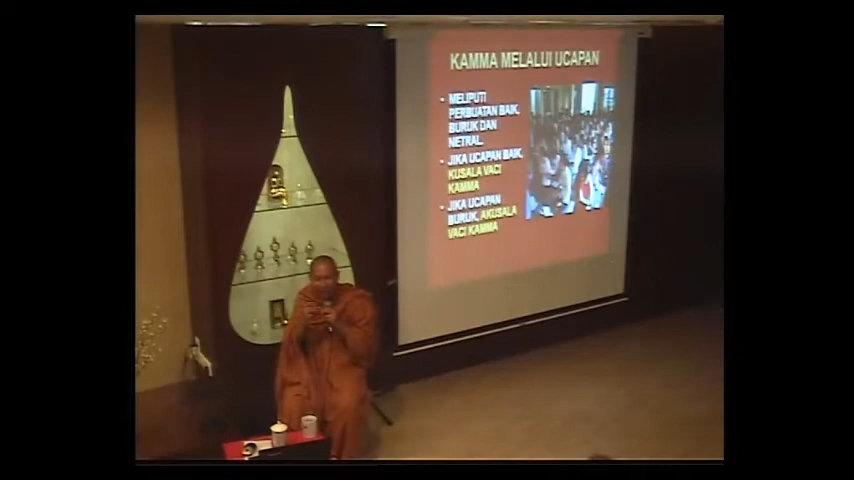 KAMMA MELALUI UCAPAN
• MELIPUTI
PERBUATAN BAIK,
BURUK DAN
NETRAL.
• JIKA UCAPAN BAIK,
KUSALA VACI
KAMMA
• JIKA UCAPAN
BURUK, AKUSALA
VACI KAMMA